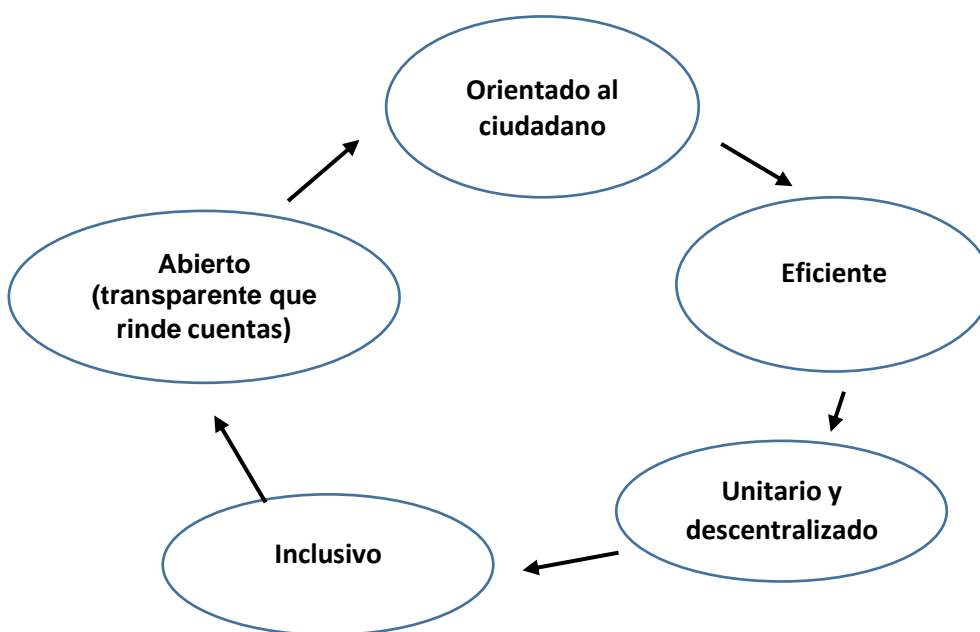 Orientado al
ciudadano
Eficiente
Unitario y
descentralizado
Inclusivo
Abierto
(transparente que
rinde cuentas)